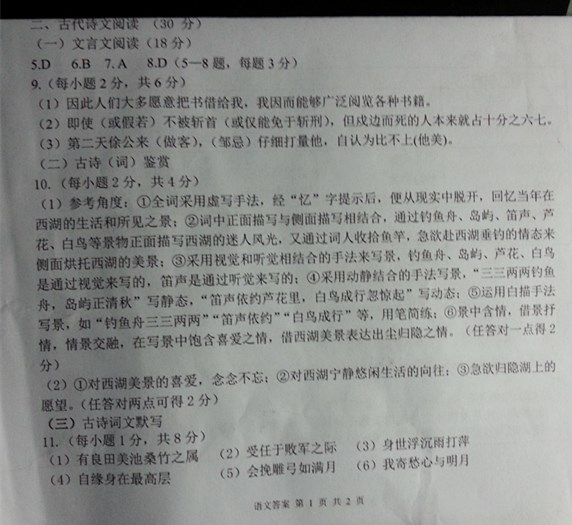 二、古代诗文阅读 （30 分）
（一）文言文阅读（18 分）
5.D 6.B 7.A 8.D（5—8 题，每题 3 分）
9.（每小题 2 分，共 6 分）
（1）因此人们大多愿意把书借给我，我因而能够广泛阅览各种书籍。
（2）即使（或假若）不被斩首（或仅能免于斩刑），但戍边而死的人本来就占十分之六七。
（3）第二天徐公来（做客），（邹忌）仔细打量他，自认为比不上(他美)。
（二）古诗（词）鉴赏
10.（每小题 2 分，共 4 分）
（1）参考角度：①全词采用虚写手法，经“忆”字提示后，便从现实中脱开，回忆当年在
西湖的生活和所见之景；②词中正面描写与侧面描写相结合，通过钓鱼舟、岛屿、笛声、芦
花、白鸟等景物正面描写西湖的迷人风光，又通过词人收拾鱼竿，急欲赴西湖垂钓的情态来
侧面烘托西湖的美景；③采用视觉和听觉相结合的手法来写景，钓鱼舟、岛屿、芦花、白鸟
是通过视觉来写的，笛声是通过听觉来写的；④采用动静结合的手法写景，“三三两两钓鱼
舟，岛屿正清秋”写静态，“笛声依约芦花里，白鸟成行忽惊起”写动态；⑤运用白描手法
写景，如“钓鱼舟三三两两”“笛声依约”“白鸟成行”等，用笔简练；⑥景中含情，借景抒
情，情景交融，在写景中饱含喜爱之情，借西湖美景表达出尘归隐之情。（任答对一点得 2
分）
（2）①对西湖美景的喜爱，念念不忘；②对西湖宁静悠闲生活的向往；③急欲归隐湖上的
愿望。（任答对两点可得 2 分）
（三）古诗词文默写
11.（每小题 1 分，共 8 分）
（1）有良田美池桑竹之属 （2）受任于败军之际 （3）身世浮沉雨打萍
（4）自缘身在最高层 （5）会挽雕弓如满月 （6）我寄愁心与明月
语文答案 第 1 页 共 2 页